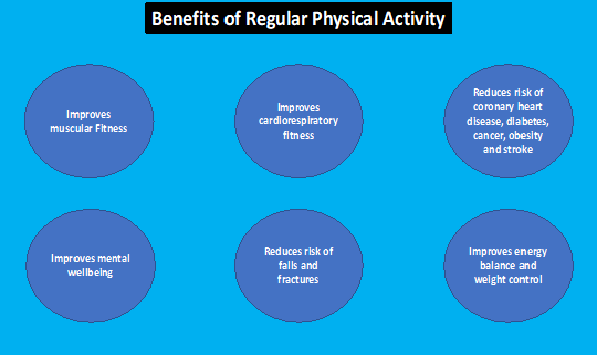 Benefits of Regular Physical Activity
Improves
muscular Fitness
Improves
cardiorespiratory
fitness
Reduces risk of
coronary heart
disease, diabetes,
cancer, obesity
and stroke
Improves mental
wellbeing
Reduces risk of
falls and
fractures
Improves energy
balance and
weight control